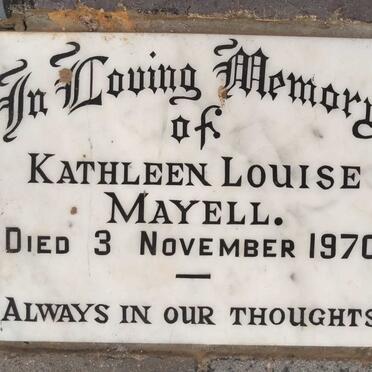 In Loving Memory
of
KATHLEEN LOUISE
MAYELL.
DIED 3 NOVEMBER 1970
—
ALWAYS IN OUR THOUGHTS